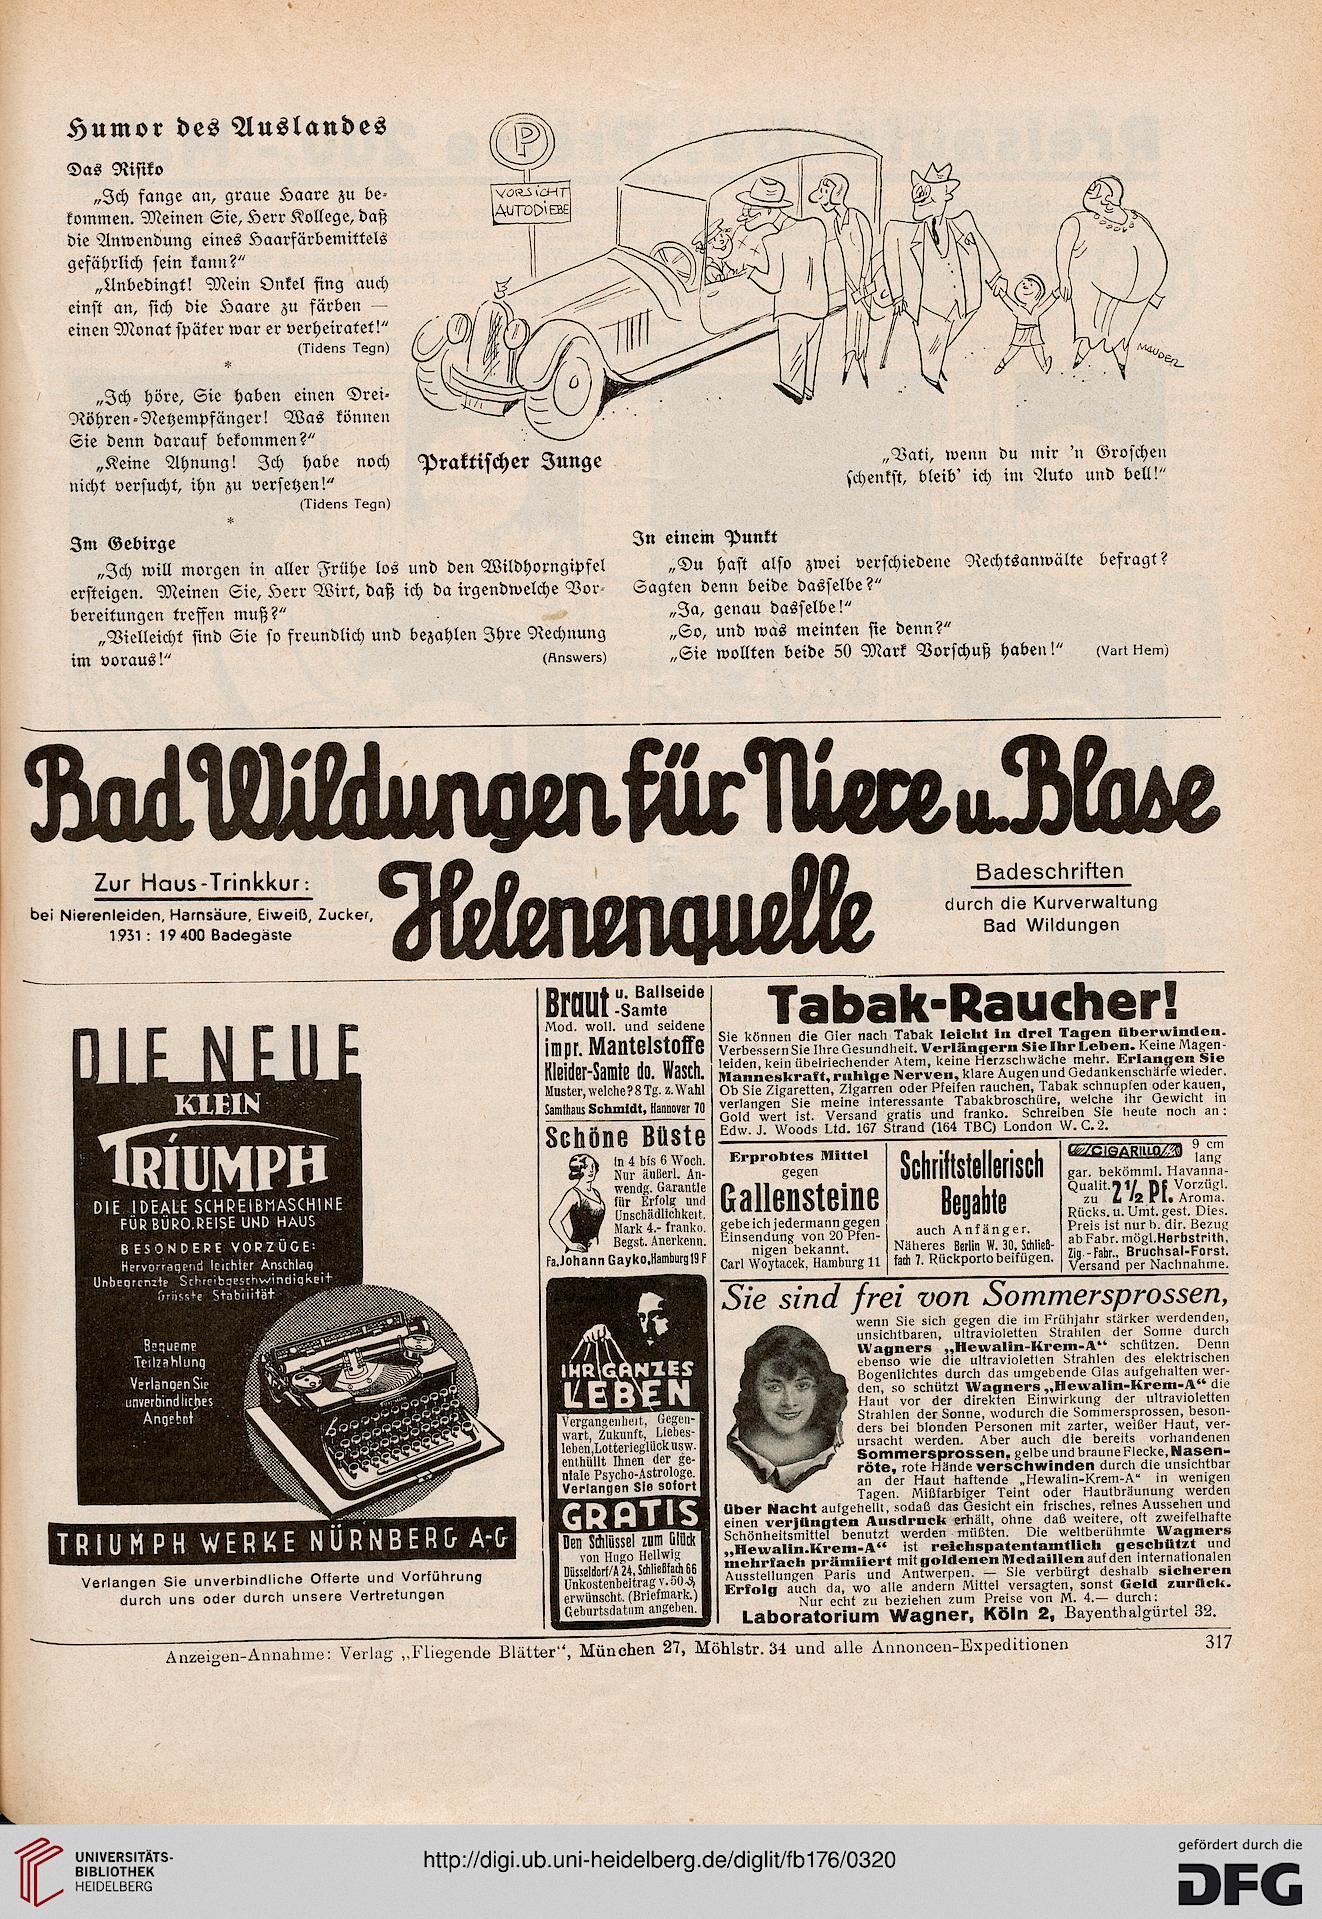 Humor des Auslandes
Das Risiko
„Ich fange an, graue Haare zu be-
kommen. Meinen Sie, Herr Kollege, daß
die Anwendung eines Haarfärbemittels
gefährlich sein kann?“
„Unbedingt! Mein Onkel fing auch
einst an, sich die Haare zu färben —
einen Monat später war er verheiratet!“
(Tidens Tegn)
*
„Ich höre, Sie haben einen Drei-
Röhren-Netzempfänger! Was können
Sie denn darauf bekommen?“
„Keine Ahnung! Ich habe noch
nicht versucht, ihn zu versetzen!“
(Tidens Tegn)
*
P
VORSICHT
AUTODIEBE
MAUDER
Praktischer Junge
„Vati, wenn du mir 'n Groschen
schenkst, bleib' ich im Auto und bell!“
Im Gebirge
„Ich will morgen in aller Frühe los und den Wildhorngipfel
ersteigen. Meinen Sie, Herr Wirt, daß ich da irgendwelche Vor-
bereitungen treffen muß?“
„Vielleicht sind Sie so freundlich und bezahlen Ihre Rechnung
im voraus!“ (Answers)
In einem Punkt
„Du hast also zwei verschiedene Rechtsanwälte befragt?
Sagten denn beide dasselbe?“
„Ja, genau dasselbe!“
„So, und was meinten sie denn?“
„Sie wollten beide 50 Mark Vorschuß haben!“ (Vart Hem)
Bad Wildungen für Niere u. Blase
Zur Haus-Trinkkur:
bei Nierenleiden, Harnsäure, Eiweiß, Zucker,
1931: 19 400 Badegäste
Helenenquelle
Badeschriften
durch die Kurverwaltung
Bad Wildungen
DIE NEUE
KLEIN
TRIUMPH
DIE IDEALE SCHREIBMASCHINE
FÜR BÜRO, REISE UND HAUS
BESONDERE VORZÜGE:
Hervorragend leichter Anschlag
Unbegrenzte Schreibgeschwindigkeit
Grösste Stabilität
Bequeme
Teilzahlung
Verlangen Sie
unverbindliches
Angebot
TRIUMPH WERKE NÜRNBERG A-G
Verlangen Sie unverbindliche Offerte und Vorführung
durch uns oder durch unsere Vertretungen
Braut u. Ballseide
-Samte
Mod. woll. und seidene
impr. Mantelstoffe
Kleider-Samte do. Wasch.
Muster, welche? 8 Tg. z. Wahl
Samthaus Schmidt, Hannover 70
Schöne Büste
in 4 bis 6 Woch.
Nur äußerl. An-
wendg. Garantie
für Erfolg und
Unschädlichkeit.
Mark 4.- franko.
Begst. Anerkenn.
Fa. Johann Gayko, Hamburg 19 F
IHR GANZES
LEBEN
Vergangenheit, Gegen-
wart, Zukunft, Liebes-
leben, Lotterieglück usw.
enthüllt Ihnen der ge-
niale Psycho-Astrologe.
Verlangen Sie sofort
GRATIS
Den Schlüssel zum Glück
von Hugo Hellwig
Düsseldorf/A 24, Schließfach 66
Unkostenbeitrag v. 50 ₰,
erwünscht. (Briefmark.)
Geburtsdatum angeben.
Tabak-Raucher!
Sie können die Gier nach Tabak leicht in drei Tagen überwinden.
Verbessern Sie Ihre Gesundheit. Verlängern Sie Ihr Leben. Keine Magen-
leiden, kein übelriechender Atem, keine Herzschwäche mehr. Erlangen Sie
Manneskraft, ruhige Nerven, klare Augen und Gedankenschärfe wieder.
Ob Sie Zigaretten, Zigarren oder Pfeifen rauchen, Tabak schnupfen oder kauen,
verlangen Sie meine interessante Tabakbroschüre, welche ihr Gewicht in
Gold wert ist. Versand gratis und franko. Schreiben Sie heute noch an:
Edw. J. Woods Ltd. 167 Strand (164 TBC) London W. C. 2.
Erprobtes Mittel
gegen
Gallensteine
gebe ich jedermann gegen
Einsendung von 20 Pfen-
nigen bekannt.
Carl Woytacek, Hamburg 11
Schriftstellerisch
Begabte
auch Anfänger.
Näheres Berlin W. 30, Schließ-
fach 7. Rückporto beifügen.
CIGARILLO 9 cm
lang
gar. bekömml. Havanna-
Qualit. 2½ Pf. Vorzügl.
zu Aroma.
Rücks. u. Umt. gest. Dies.
Preis ist nur b. dir. Bezug
ab Fabr. mögl. Herbstrith,
Zig.-Fabr., Bruchsal-Forst.
Versand per Nachnahme.
Sie sind frei von Sommersprossen,
wenn Sie sich gegen die im Frühjahr stärker werdenden,
unsichtbaren, ultravioletten Strahlen der Sonne durch
Wagners „Hewalin-Krem-A“ schützen. Denn
ebenso wie die ultravioletten Strahlen des elektrischen
Bogenlichtes durch das umgebende Glas aufgehalten wer-
den, so schützt Wagners „Hewalin-Krem-A“ die
Haut vor der direkten Einwirkung der ultravioletten
Strahlen der Sonne, wodurch die Sommersprossen, beson-
ders bei blonden Personen mit zarter, weißer Haut, ver-
ursacht werden. Aber auch die bereits vorhandenen
Sommersprossen, gelbe und braune Flecke, Nasen-
röte, rote Hände verschwinden durch die unsichtbar
an der Haut haftende „Hewalin-Krem-A“ in wenigen
Tagen. Mißfarbiger Teint oder Hautbräunung werden
über Nacht aufgehellt, sodaß das Gesicht ein frisches, reines Aussehen und
einen verjüngten Ausdruck erhält, ohne daß weitere, oft zweifelhafte
Schönheitsmittel benutzt werden müßten. Die weltberühmte Wagners
„Hewalin-Krem-A“ ist reichspatentamtlich geschützt und
mehrfach prämiiert mit goldenen Medaillen auf den internationalen
Ausstellungen Paris und Antwerpen. — Sie verbürgt deshalb sicheren
Erfolg auch da, wo alle andern Mittel versagten, sonst Geld zurück.
Nur echt zu beziehen zum Preise von M. 4.— durch:
Laboratorium Wagner, Köln 2, Bayenthalgürtel 32.
Anzeigen-Annahme: Verlag „Fliegende Blätter“, München 27, Möhlstr. 34 und alle Annoncen-Expeditionen
317
UNIVERSITÄTS-
BIBLIOTHEK
HEIDELBERG
http://digi.ub.uni-heidelberg.de/diglit/fb176/0320
gefördert durch die
DFG